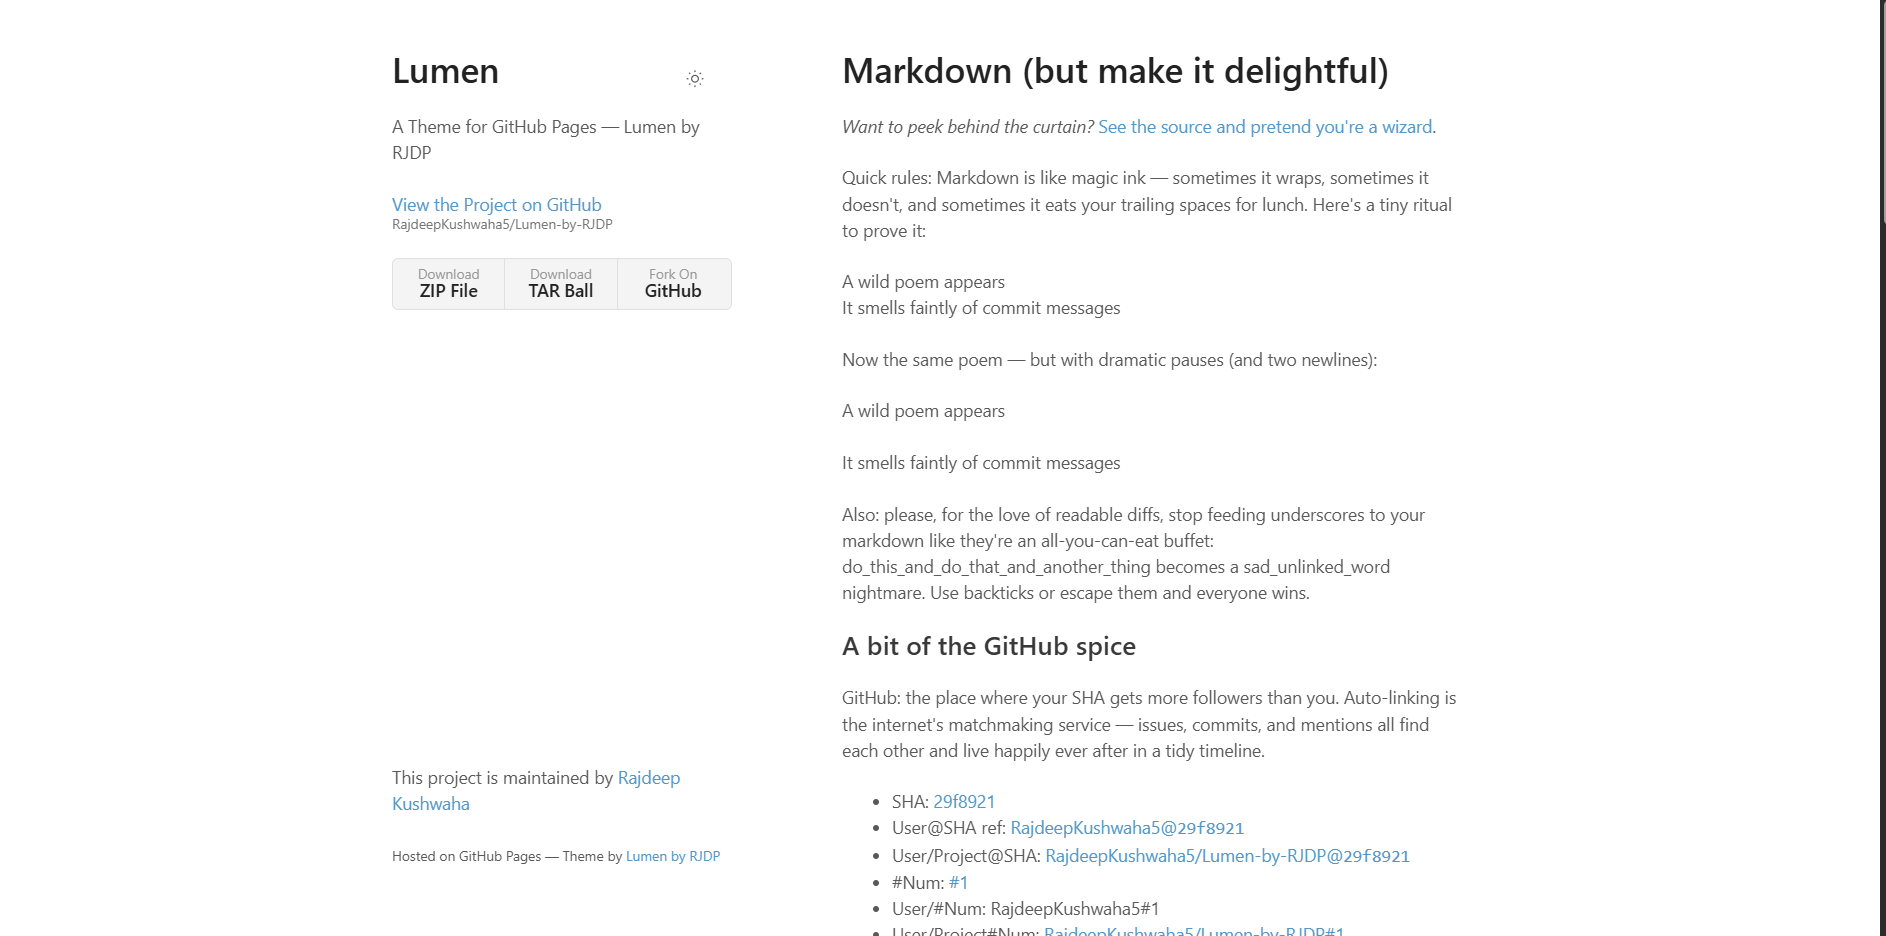 Lumen
A Theme for GitHub Pages — Lumen by
RJDP
View the Project on GitHub
RajdeepKushwaha5/Lumen-by-RJDP
Download
ZIP File
Download
TAR Ball
Fork On
GitHub
This project is maintained by Rajdeep
Kushwaha
Hosted on GitHub Pages — Theme by Lumen by RJDP
Markdown (but make it delightful)
Want to peek behind the curtain? See the source and pretend you're a wizard.
Quick rules: Markdown is like magic ink — sometimes it wraps, sometimes it
doesn't, and sometimes it eats your trailing spaces for lunch. Here's a tiny ritual
to prove it:
A wild poem appears
It smells faintly of commit messages
Now the same poem — but with dramatic pauses (and two newlines):
A wild poem appears
It smells faintly of commit messages
Also: please, for the love of readable diffs, stop feeding underscores to your
markdown like they're an all-you-can-eat buffet:
do_this_and_do_that_and_another_thing becomes a sad_unlinked_word
nightmare. Use backticks or escape them and everyone wins.
A bit of the GitHub spice
GitHub: the place where your SHA gets more followers than you. Auto-linking is
the internet's matchmaking service — issues, commits, and mentions all find
each other and live happily ever after in a tidy timeline.
• SHA: 29f8921
• User@SHA ref: RajdeepKushwaha5@29f8921
• User/Project@SHA: RajdeepKushwaha5/Lumen-by-RJDP@29f8921
• #Num: #1
• User/#Num: RajdeepKushwaha5#1
• User/Project#Num: RajdeepKushwaha5/Lumen-by-RJDP#1